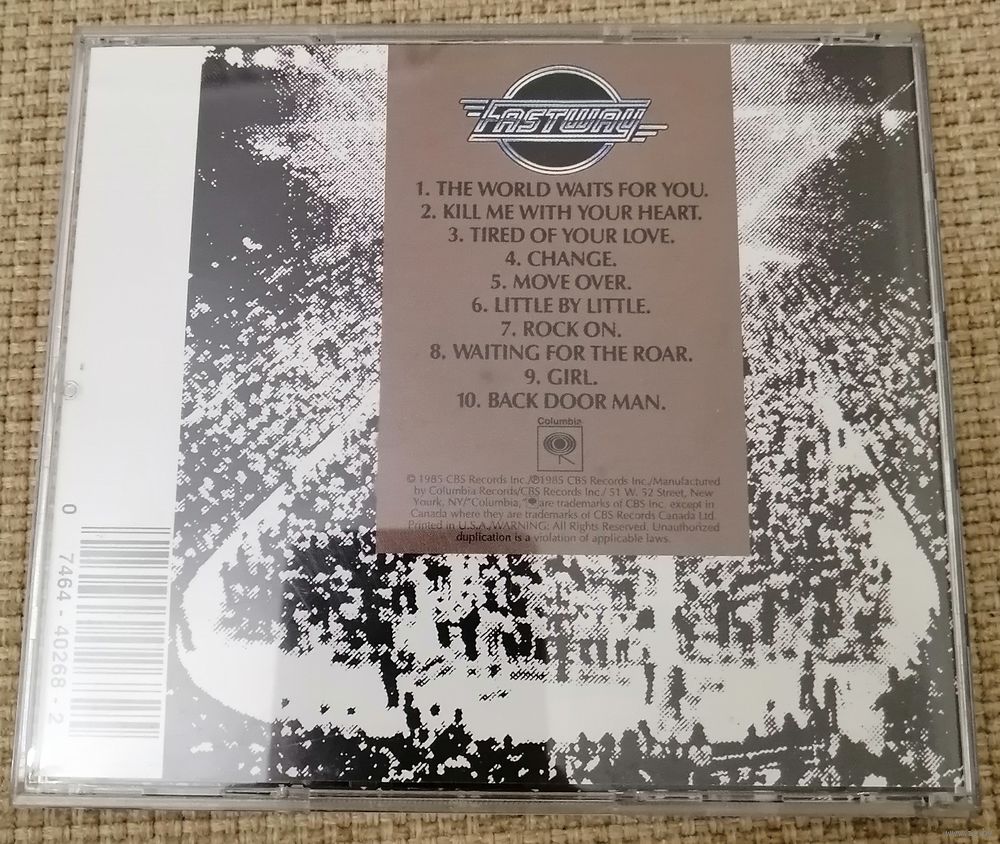 FASTWAY
1. THE WORLD WAITS FOR YOU.
2. KILL ME WITH YOUR HEART.
3. TIRED OF YOUR LOVE.
4. CHANGE.
5. MOVE OVER.
6. LITTLE BY LITTLE.
7. ROCK ON.
8. WAITING FOR THE ROAR.
9. GIRL.
10. BACK DOOR MAN.
Columbia
© 1985 CBS Records Inc./℗1985 CBS Records Inc./Manufactured
by Columbia Records/CBS Records Inc./ 51 W. 52 Street, New
Yourk, NY/"Columbia," are trademarks of CBS Inc. except in
Canada where they are trademarks of CBS Records Canada Ltd.
Printed in U.S.A./WARNING: All Rights Reserved. Unauthorized
duplication is a violation of applicable laws.
0 7464 - 40268 - 2